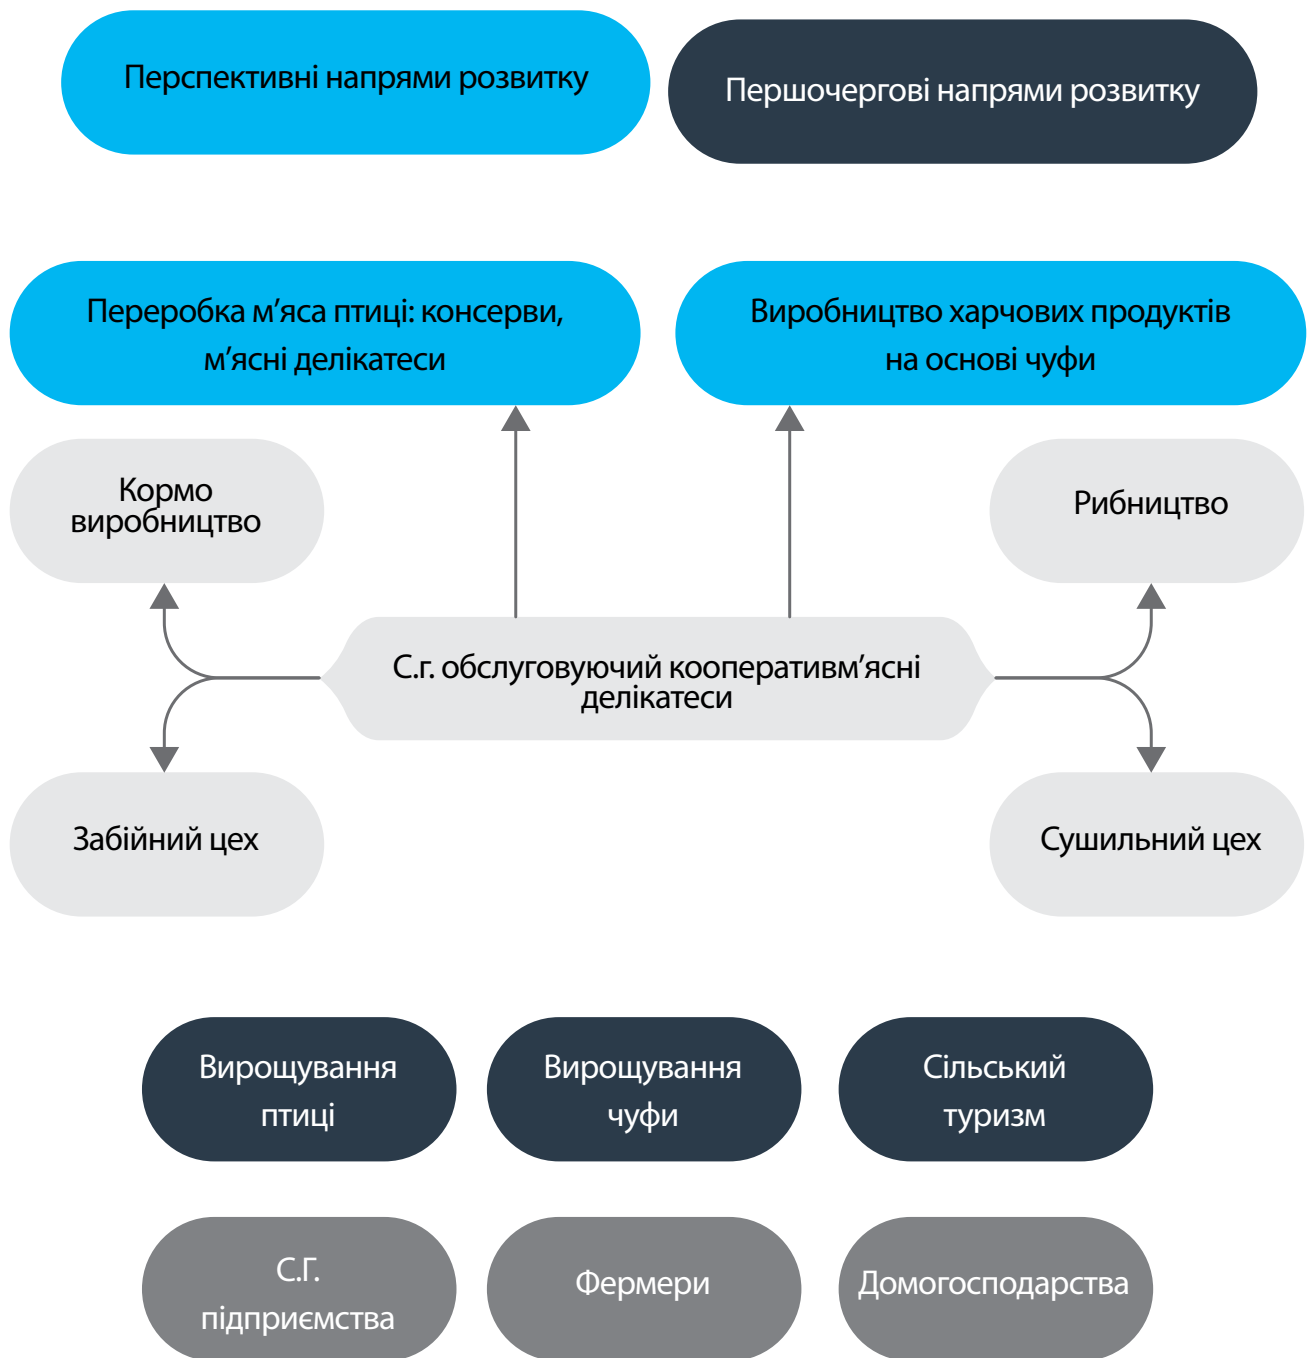 Перспективні напрями розвитку
Першочергові напрями розвитку
Переробка м’яса птиці: консерви,
м’ясні делікатеси
Виробництво харчових продуктів
на основі чуфи
Кормо
виробництво
Рибництво
С.г. обслуговуючий кооперативм’ясні
делікатеси
Забійний цех
Сушильний цех
Вирощування
птиці
Вирощування
чуфи
Сільський
туризм
С.Г.
підприємства
Фермери
Домогосподарства